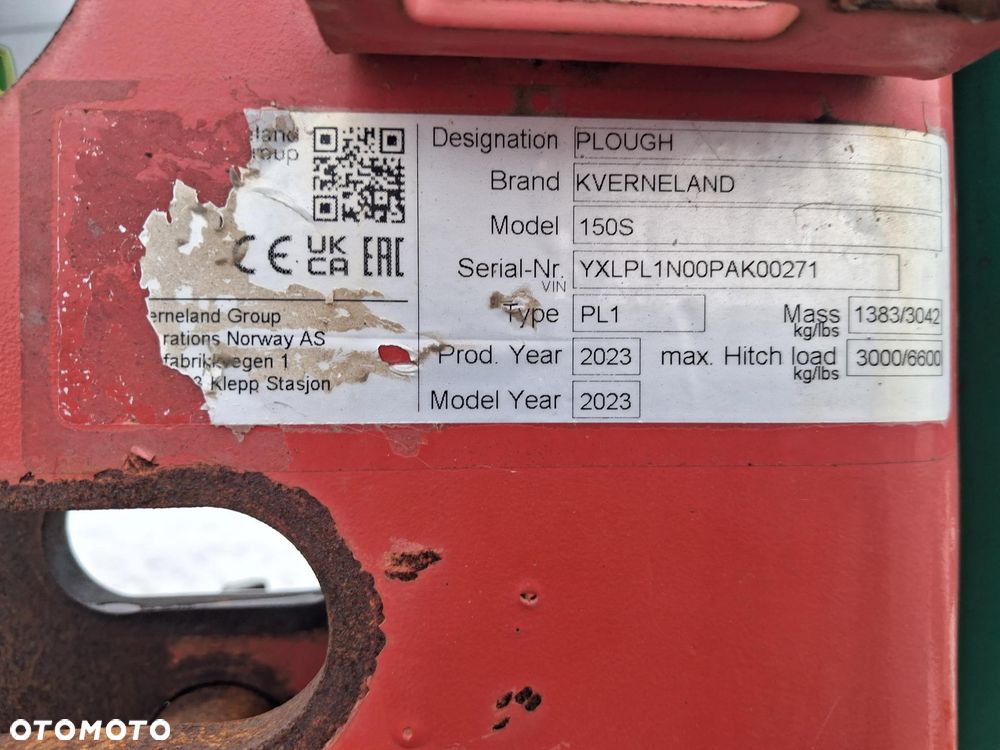 eland
group
CE UK CA EAC
erneland Group
rations Norway AS
fabrikkvegen 1
3 Klepp Stasjon
Designation PLOUGH
Brand KVERNELAND
Model 150S
Serial-Nr. VIN YXLPL1N00PAK00271
Type PL1 Mass kg/lbs 1383/3042
Prod. Year 2023 max. Hitch load kg/lbs 3000/6600
Model Year 2023
OTOMOTO